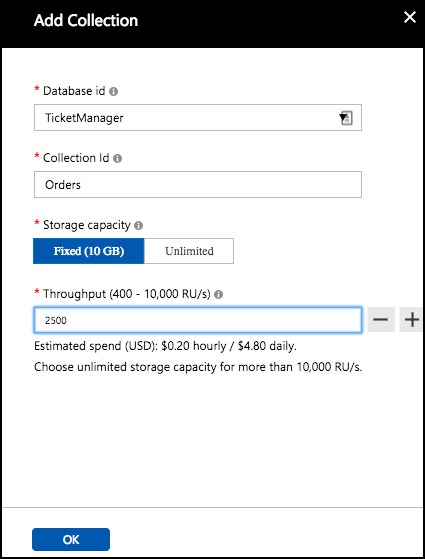 Add Collection
* Database id
TicketManager
* Collection Id
Orders
* Storage capacity
Fixed (10 GB) Unlimited
* Throughput (400 - 10,000 RU/s)
2500
Estimated spend (USD): $0.20 hourly / $4.80 daily.
Choose unlimited storage capacity for more than 10,000 RU/s.
OK